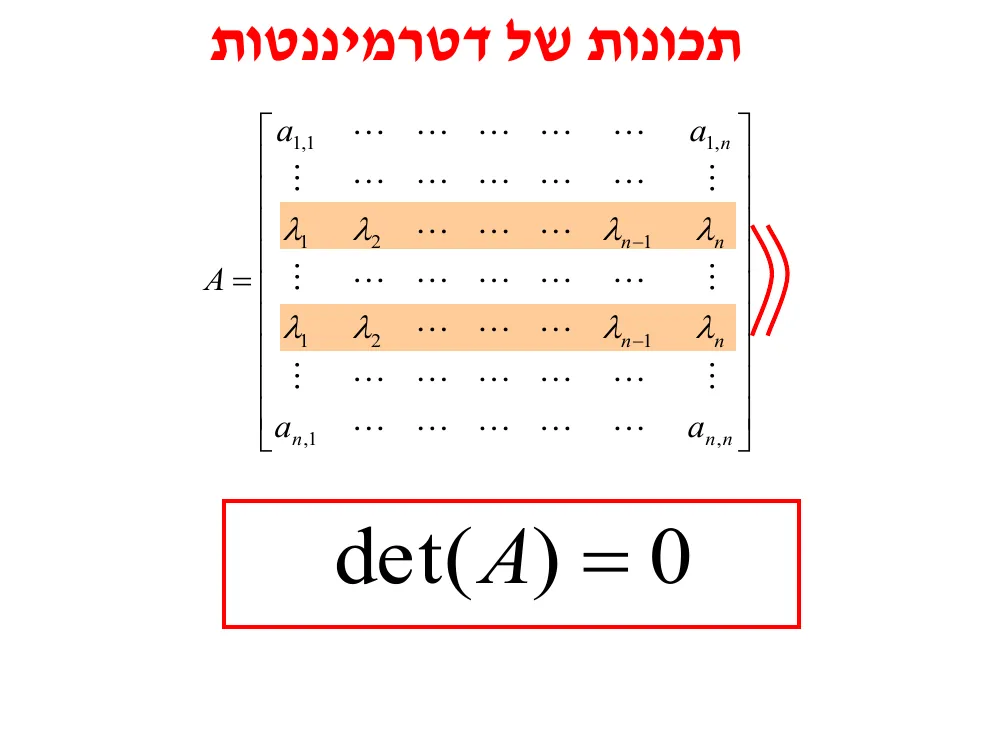 תכונות של דטרמיננטות
a₁,₁ ⋯ ⋯ ⋯ ⋯ ⋯ a₁,ₙ
⋮ ⋯ ⋯ ⋯ ⋯ ⋯ ⋮
λ₁ λ₂ ⋯ ⋯ ⋯ λₙ₋₁ λₙ
A = ⋮ ⋯ ⋯ ⋯ ⋯ ⋯ ⋮
λ₁ λ₂ ⋯ ⋯ ⋯ λₙ₋₁ λₙ
⋮ ⋯ ⋯ ⋯ ⋯ ⋯ ⋮
aₙ,₁ ⋯ ⋯ ⋯ ⋯ ⋯ aₙ,ₙ
det(A) = 0